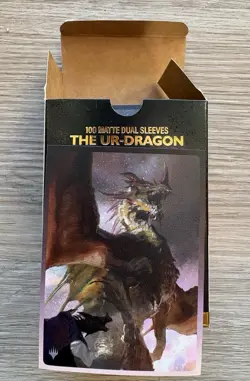 100 MATTE DUAL SLEEVES
THE UR-DRAGON